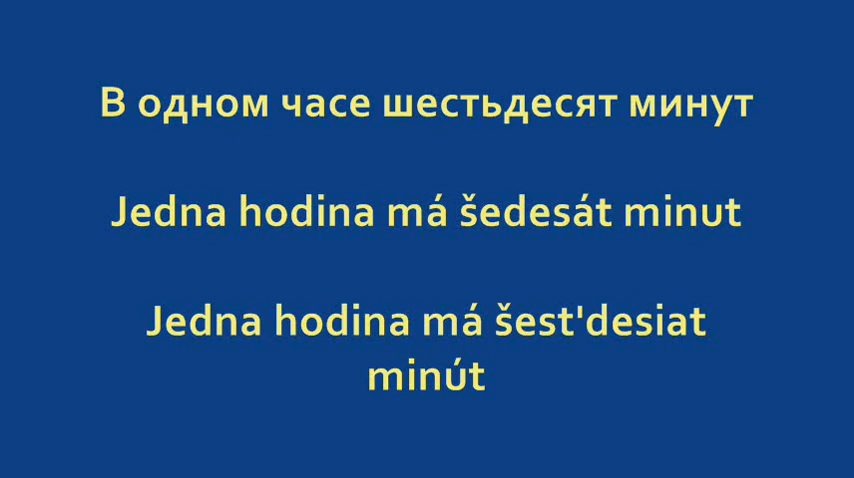 В одном часе шестьдесят минут
Jedna hodina má šedesát minut
Jedna hodina má šest'desiat
minút